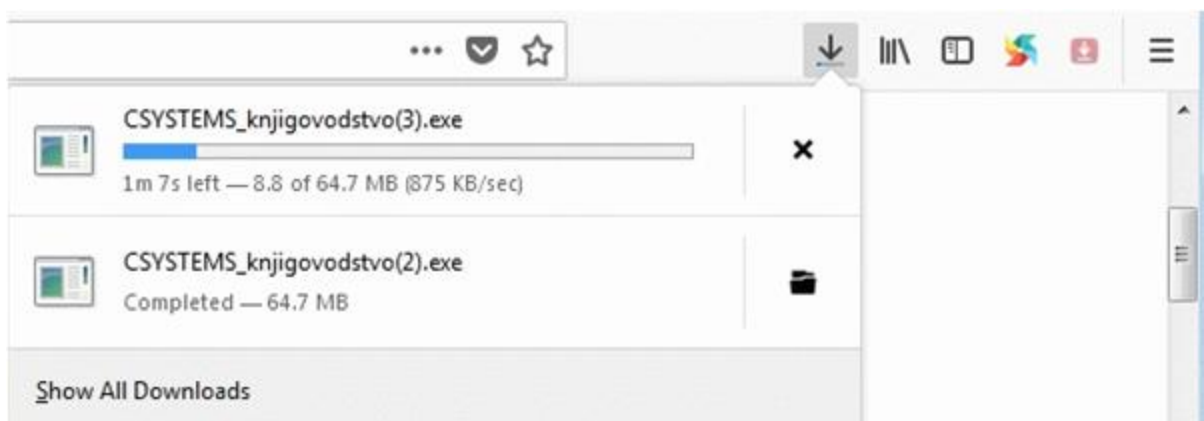 CSYSTEMS_knjigovodstvo(3).exe
1m 7s left — 8.8 of 64.7 MB (875 KB/sec)
CSYSTEMS_knjigovodstvo(2).exe
Completed — 64.7 MB
Show All Downloads